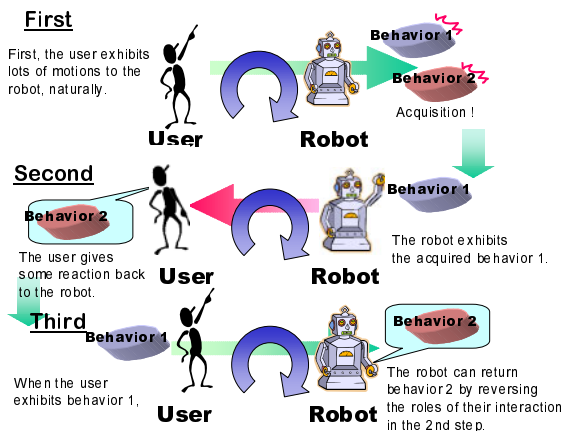 First
First, the user exhibits
lots of motions to the
robot, naturally.
Behavior 1
Behavior 2
Acquisition !
User
Robot
Second
Behavior 2
Behavior 1
The user gives
some reaction back
to the robot.
The robot exhibits
the acquired behavior 1.
User
Robot
Third
Behavior 1
Behavior 2
When the user
exhibits behavior 1,
The robot can return
behavior 2 by reversing
the roles of their interaction
in the 2nd step.
User
Robot